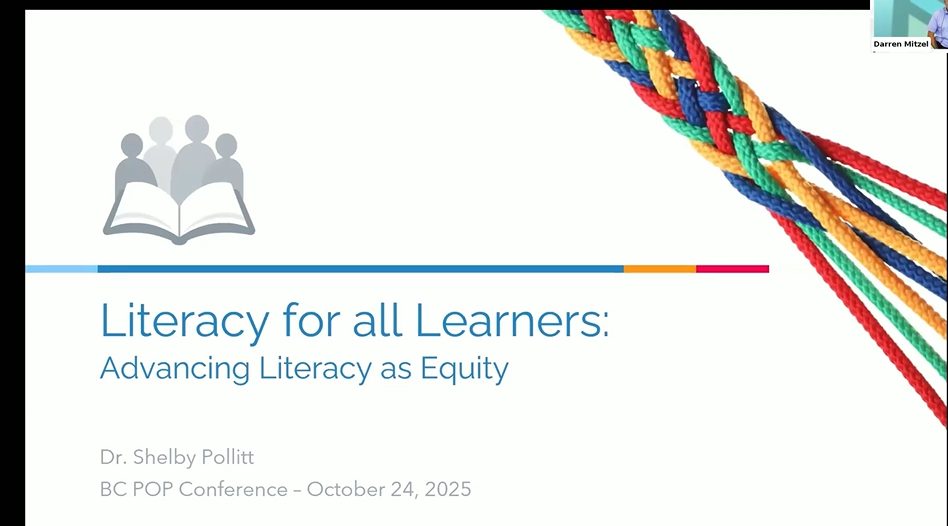 Darren Mitzel
Literacy for all Learners:
Advancing Literacy as Equity
Dr. Shelby Pollitt
BC POP Conference – October 24, 2025